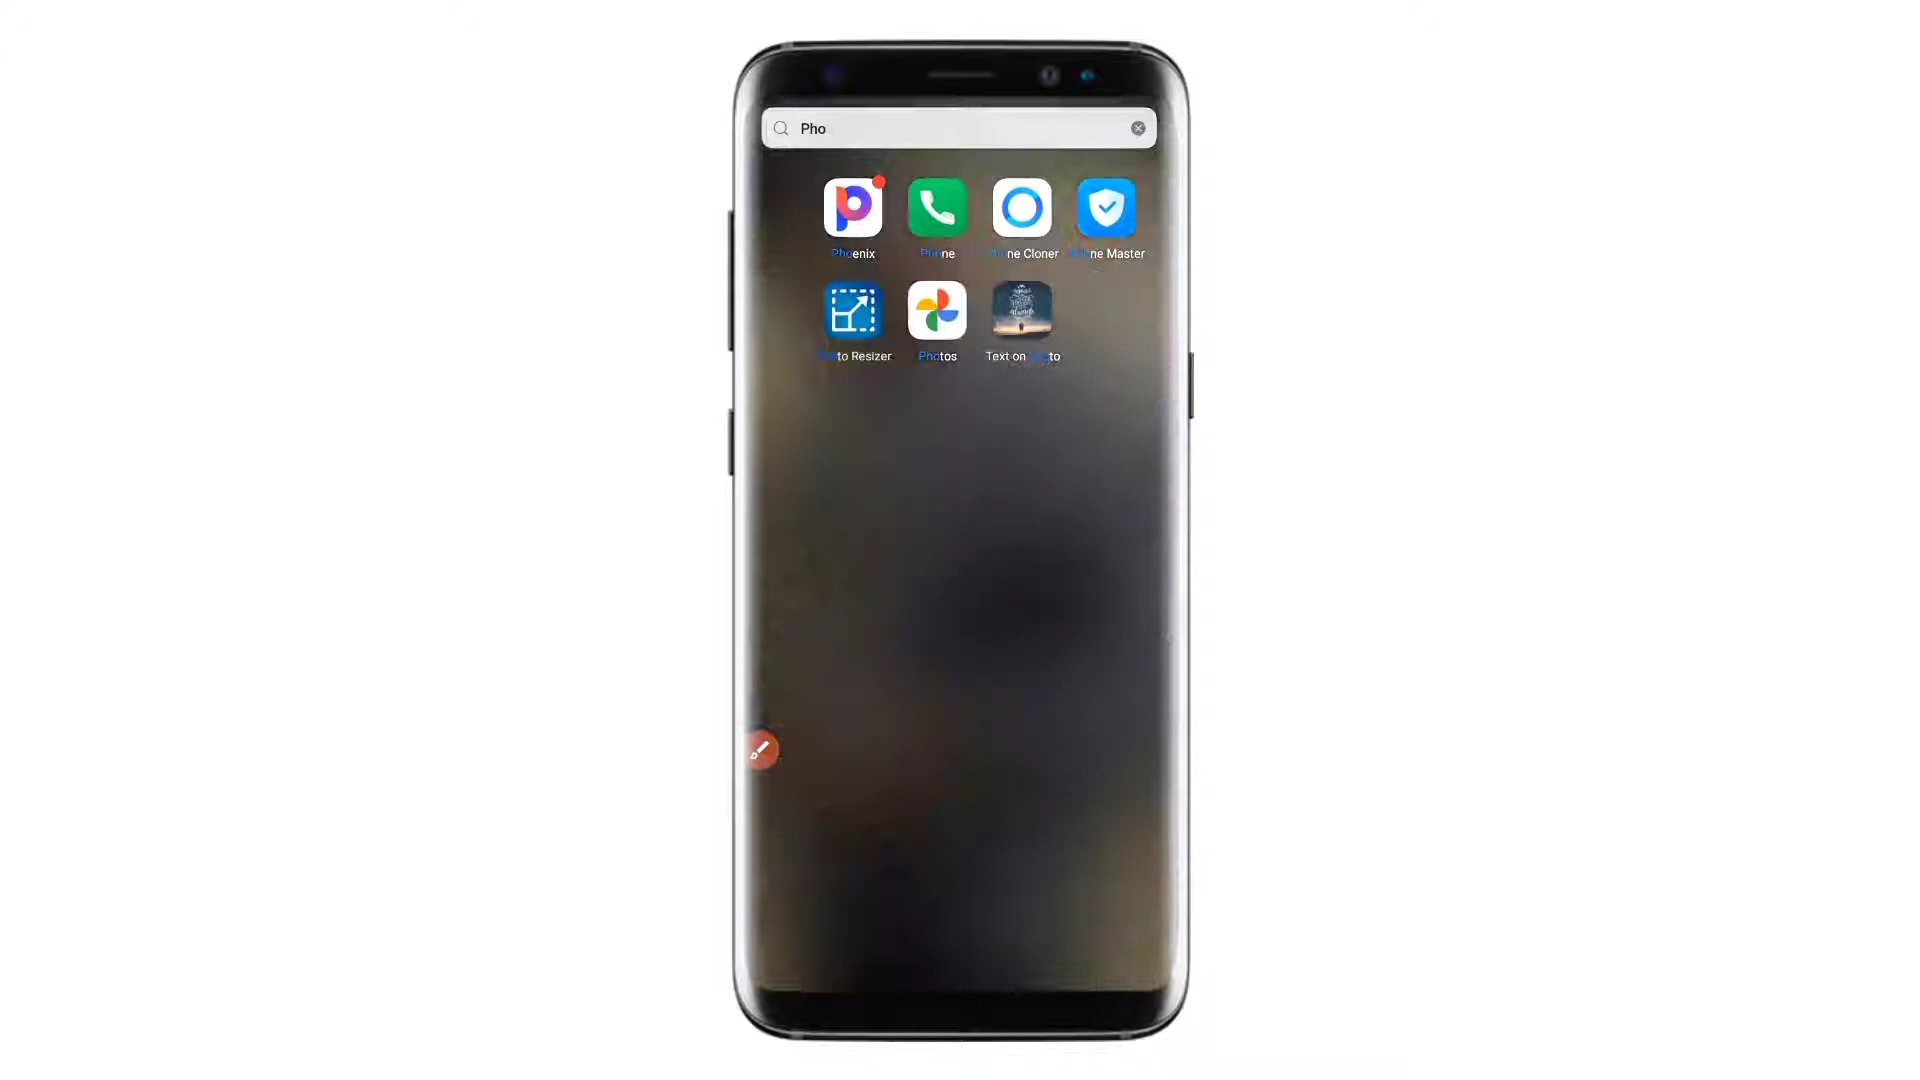 Pho
Phoenix
Phone
Phone Cloner
Phone Master
Photo Resizer
Photos
Text on Photo